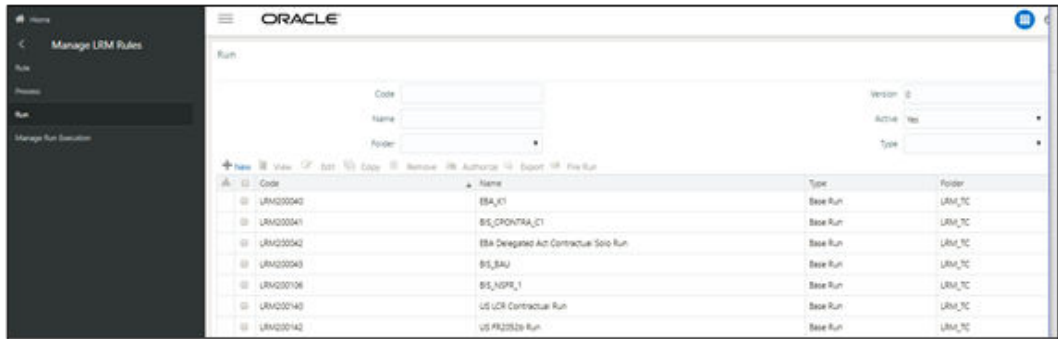 Home
ORACLE
Manage LRM Rules
Run
Rule
Process
Run
Manage Run Execution
Code
Version 0
Name
Active Yes
Folder
Type
New View Edit Copy Remove Authorize Export Fire Run
Code Name Type Folder
LRM200040 EBA_K1 Base Run LRM_TC
LRM200041 Base Run LRM_TC
LRM200042 EBA Delegated Act Contractual Solo Run Base Run LRM_TC
LRM200043 BIS_BAU Base Run LRM_TC
LRM200106 BIS_NSFR_1 Base Run LRM_TC
LRM200140 US LCR Contractual Run Base Run LRM_TC
LRM200142 US FR2052b Run Base Run LRM_TC